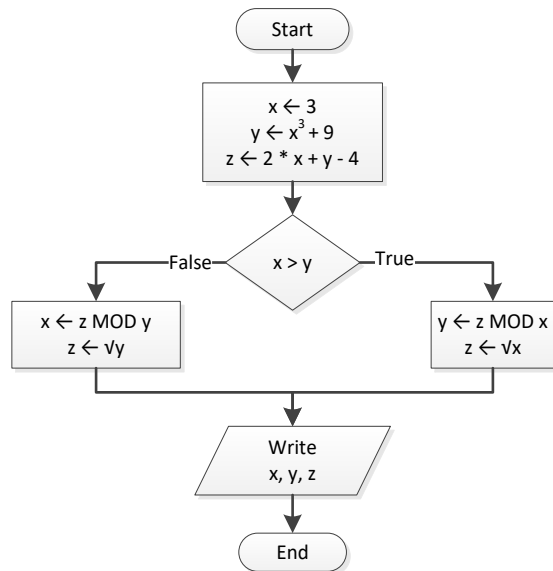 Start
x ← 3
y ← x³ + 9
z ← 2 * x + y - 4
False
x > y
True
x ← z MOD y
z ← √y
y ← z MOD x
z ← √x
Write
x, y, z
End